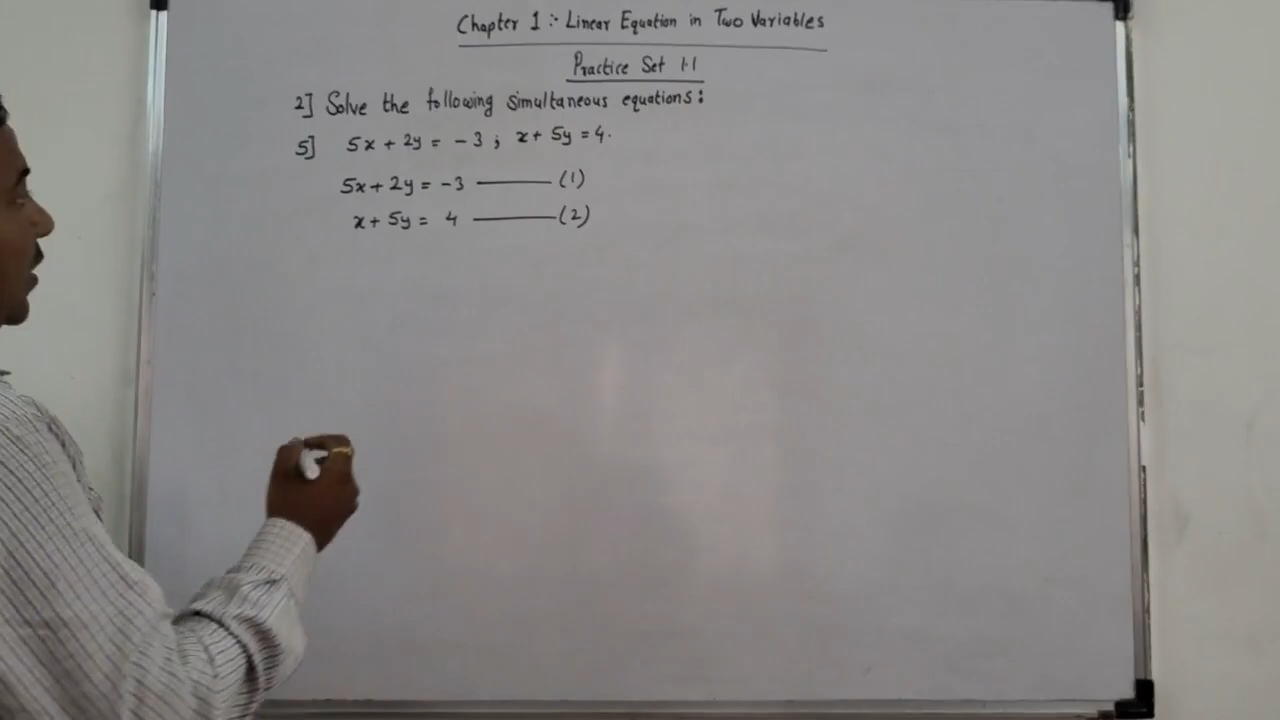 Chapter 1 :- Linear Equation in Two Variables
Practice Set 1.1
2] Solve the following simultaneous equations:
5] 5x + 2y = - 3 ; x + 5y = 4.
5x + 2y = -3 —— (1)
x + 5y = 4 —— (2)